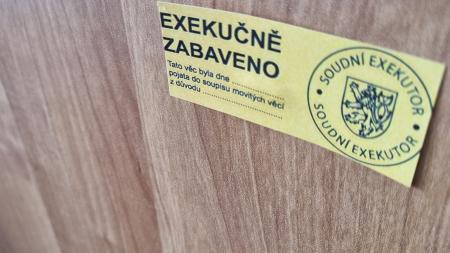 EXEKUČNĚ
ZABAVENO
Tato věc byla dne ....................
pojata do soupisu movitých věcí
z důvodu ..............................
SOUDNÍ EXEKUTOR
SOUDNÍ EXEKUTOR